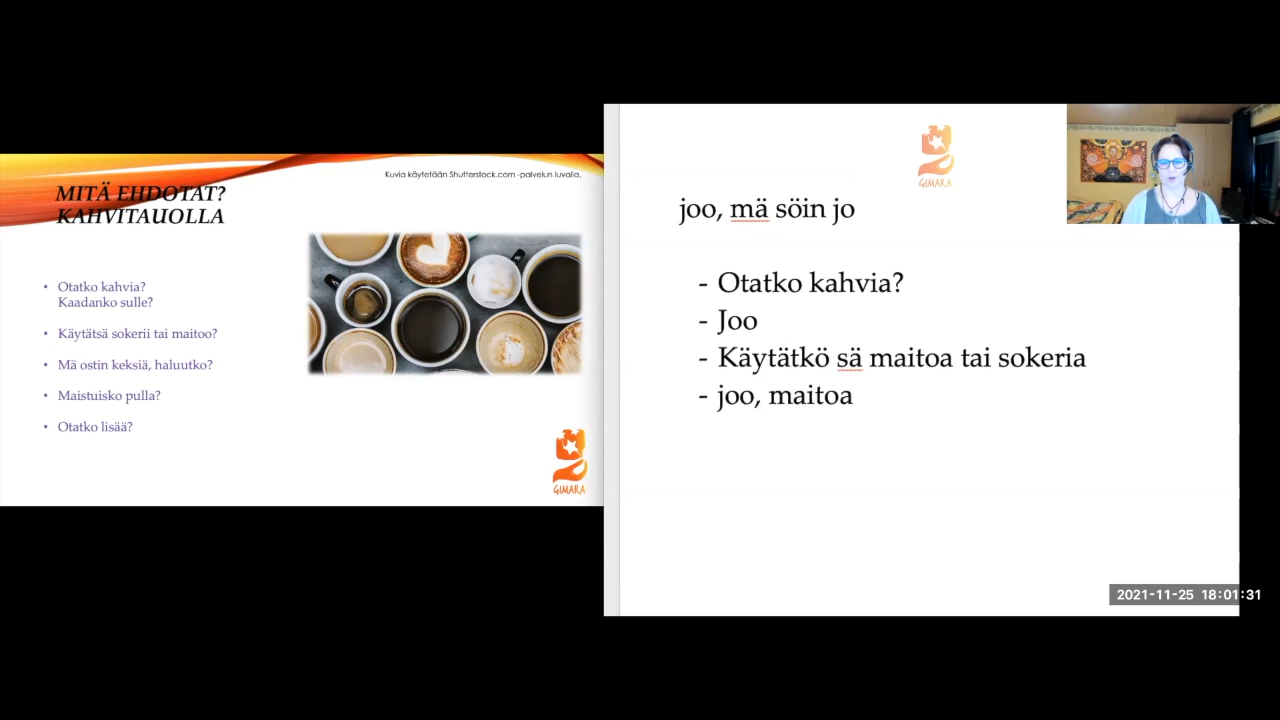 Kuvia käytetään Shutterstock.com -palvelun luvalla.
MITÄ EHDOTAT?
KAHVITAUOLLA
• Otatko kahvia?
Kaadanko sulle?
• Käytätsä sokerii tai maitoo?
• Mä ostin keksiä, haluutko?
• Maistuisko pulla?
• Otatko lisää?
GIMARA
GIMARA
joo, mä söin jo
- Otatko kahvia?
- Joo
- Käytätkö sä maitoa tai sokeria
- joo, maitoa
2021-11-25 18:01:31